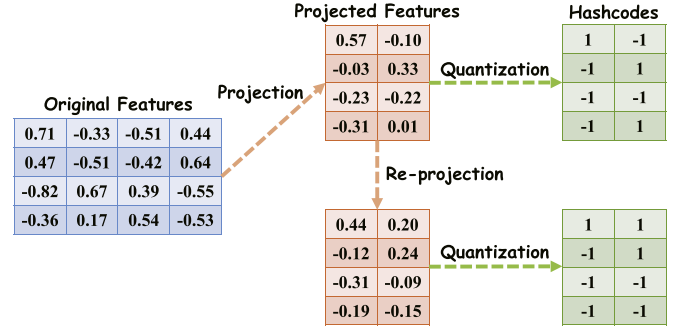 Projected Features
Hashcodes
0.57 -0.10
1 -1
-0.03 0.33
-1 1
-0.23 -0.22
-1 -1
-0.31 0.01
-1 1
Quantization
Projection
Original Features
0.71 -0.33 -0.51 0.44
0.47 -0.51 -0.42 0.64
-0.82 0.67 0.39 -0.55
-0.36 0.17 0.54 -0.53
Re-projection
0.44 0.20
1 1
-0.12 0.24
-1 1
-0.31 -0.09
-1 -1
-0.19 -0.15
-1 -1
Quantization